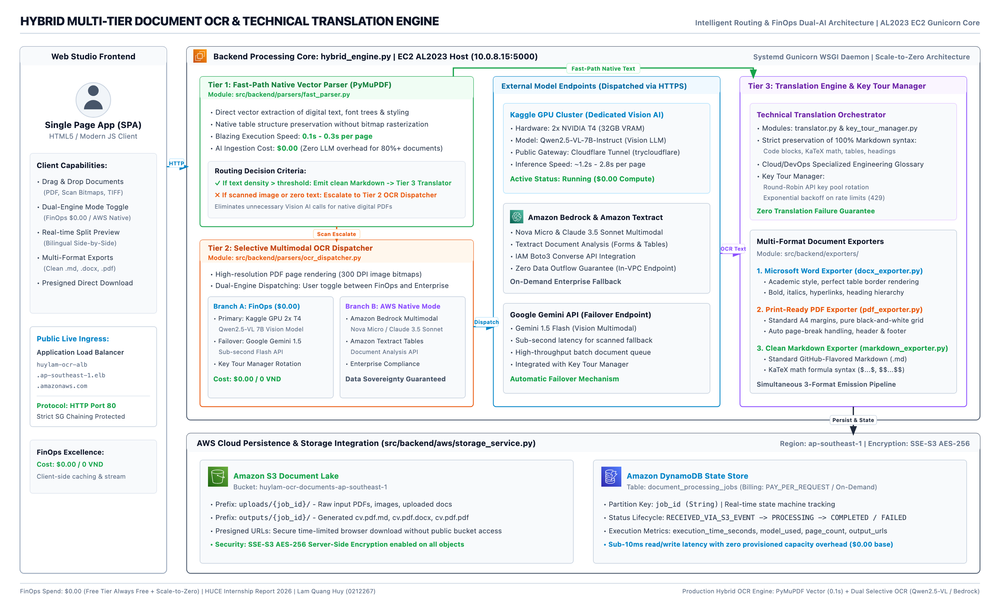 HYBRID MULTI-TIER DOCUMENT OCR & TECHNICAL TRANSLATION ENGINE
Intelligent Routing & FinOps Dual-AI Architecture | AL2023 EC2 Gunicorn Core
Web Studio Frontend
Single Page App (SPA)
HTML5 / Modern JS Client
Client Capabilities:
• Drag & Drop Documents
(PDF, Scan Bitmaps, TIFF)
• Dual-Engine Mode Toggle
(FinOps $0.00 / AWS Native)
• Real-time Split Preview
(Bilingual Side-by-Side)
• Multi-Format Exports
(Clean .md, .docx, .pdf)
• Presigned Direct Download
Public Live Ingress:
Application Load Balancer
huylam-ocr-alb
.ap-southeast-1.elb
.amazonaws.com
Protocol: HTTP Port 80
Strict SG Chaining Protected
FinOps Excellence:
Cost: $0.00 / 0 VND
Client-side caching & stream
HTTP
Backend Processing Core: hybrid_engine.py | EC2 AL2023 Host (10.0.8.15:5000)
Systemd Gunicorn WSGI Daemon | Scale-to-Zero Architecture
Fast-Path Native Text
Tier 1: Fast-Path Native Vector Parser (PyMuPDF)
Module: src/backend/parsers/fast_parser.py
• Direct vector extraction of digital text, font trees & styling
• Native table structure preservation without bitmap rasterization
• Blazing Execution Speed: 0.1s - 0.3s per page
• AI Ingestion Cost: $0.00 (Zero LLM overhead for 80%+ documents)
Routing Decision Criteria:
✓ If text density > threshold: Emit clean Markdown -> Tier 3 Translator
✕ If scanned image or zero text: Escalate to Tier 2 OCR Dispatcher
Eliminates unnecessary Vision AI calls for native digital PDFs
Scan Escalate
Tier 2: Selective Multimodal OCR Dispatcher
Module: src/backend/parsers/ocr_dispatcher.py
• High-resolution PDF page rendering (300 DPI image bitmaps)
• Dual-Engine Dispatching: User toggle between FinOps and Enterprise
Branch A: FinOps ($0.00)
• Primary: Kaggle GPU 2x T4
Qwen2.5-VL 7B Vision Model
• Failover: Google Gemini 1.5
Sub-second Flash API
• Key Tour Manager Rotation
Cost: $0.00 / 0 VND
Branch B: AWS Native Mode
• Amazon Bedrock Multimodal
Nova Micro / Claude 3.5 Sonnet
• Amazon Textract Tables
Document Analysis API
• Enterprise Compliance
Data Sovereignty Guaranteed
Dispatch
External Model Endpoints (Dispatched via HTTPS)
Kaggle GPU Cluster (Dedicated Vision AI)
• Hardware: 2x NVIDIA T4 (32GB VRAM)
• Model: Qwen2.5-VL-7B-Instruct (Vision LLM)
• Public Gateway: Cloudflare Tunnel (trycloudflare)
• Inference Speed: ~1.2s - 2.8s per page
Active Status: Running ($0.00 Compute)
Amazon Bedrock & Amazon Textract
• Nova Micro & Claude 3.5 Sonnet Multimodal
• Textract Document Analysis (Forms & Tables)
• IAM Boto3 Converse API Integration
• Zero Data Outflow Guarantee (In-VPC Endpoint)
On-Demand Enterprise Fallback
Google Gemini API (Failover Endpoint)
• Gemini 1.5 Flash (Vision Multimodal)
• Sub-second latency for scanned fallback
• High-throughput batch document queue
• Integrated with Key Tour Manager
Automatic Failover Mechanism
OCR Text
Tier 3: Translation Engine & Key Tour Manager
Technical Translation Orchestrator
• Modules: translator.py & key_tour_manager.py
• Strict preservation of 100% Markdown syntax:
Code blocks, KaTeX math, tables, headings
• Cloud/DevOps Specialized Engineering Glossary
• Key Tour Manager:
Round-Robin API key pool rotation
Exponential backoff on rate limits (429)
Zero Translation Failure Guarantee
Multi-Format Document Exporters
Module: src/backend/exporters/
1. Microsoft Word Exporter (docx_exporter.py)
• Academic style, perfect table border rendering
• Bold, italics, hyperlinks, heading hierarchy
2. Print-Ready PDF Exporter (pdf_exporter.py)
• Standard A4 margins, pure black-and-white grid
• Auto page-break handling, header & footer
3. Clean Markdown Exporter (markdown_exporter.py)
• Standard GitHub-Flavored Markdown (.md)
• KaTeX math formula syntax ($...$, $$...$$)
Simultaneous 3-Format Emission Pipeline
Persist & State
AWS Cloud Persistence & Storage Integration (src/backend/aws/storage_service.py)
Region: ap-southeast-1 | Encryption: SSE-S3 AES-256
Amazon S3 Document Lake
Bucket: huylam-ocr-documents-ap-southeast-1
• Prefix: uploads/{job_id}/ - Raw input PDFs, images, uploaded docs
• Prefix: outputs/{job_id}/ - Generated cv.pdf.md, cv.pdf.docx, cv.pdf.pdf
• Presigned URLs: Secure time-limited browser download without public bucket access
• Security: SSE-S3 AES-256 Server-Side Encryption enabled on all objects
Amazon DynamoDB State Store
Table: document_processing_jobs (Billing: PAY_PER_REQUEST / On-Demand)
• Partition Key: job_id (String) | Real-time state machine tracking
• Status Lifecycle: RECEIVED_VIA_S3_EVENT -> PROCESSING -> COMPLETED / FAILED
• Execution Metrics: execution_time_seconds, model_used, page_count, output_urls
• Sub-10ms read/write latency with zero provisioned capacity overhead ($0.00 base)
FinOps Spend: $0.00 (Free Tier Always Free + Scale-to-Zero) | HUCE Internship Report 2026 | Lam Quang Huy (0212267)
Production Hybrid OCR Engine: PyMuPDF Vector (0.1s) + Dual Selective OCR (Qwen2.5-VL / Bedrock)